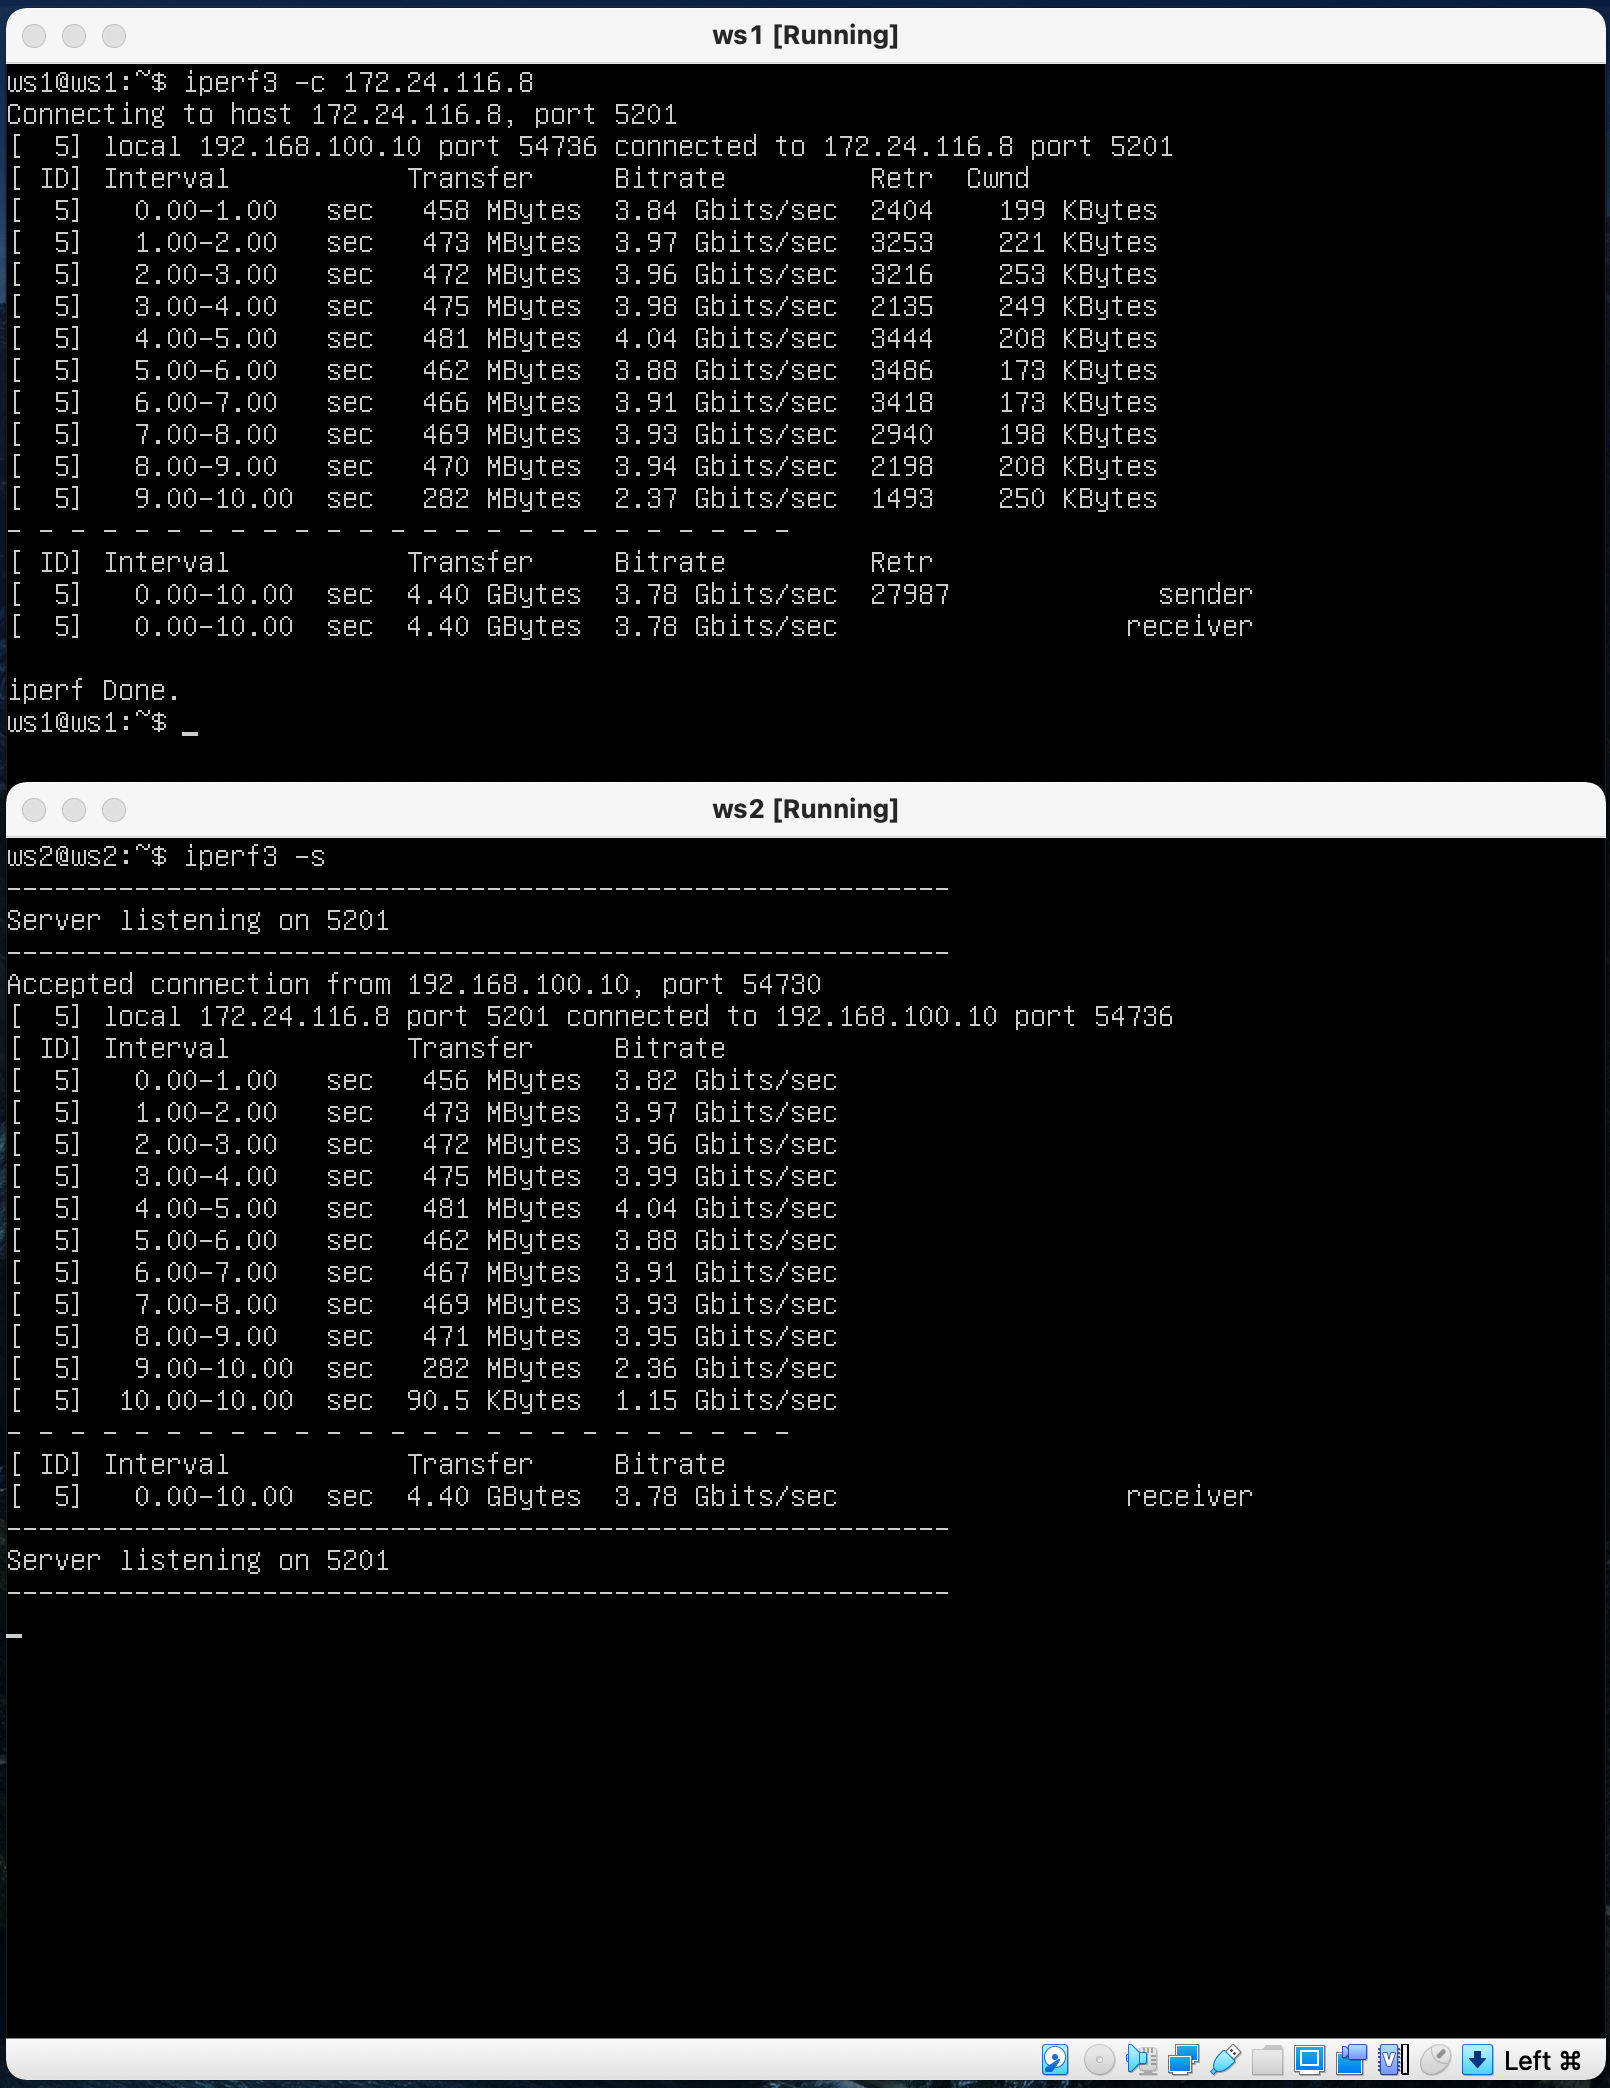 ws1 [Running]
ws1@ws1:~$ iperf3 -c 172.24.116.8
Connecting to host 172.24.116.8, port 5201
[  5] local 192.168.100.10 port 54736 connected to 172.24.116.8 port 5201
[ ID] Interval           Transfer     Bitrate         Retr  Cwnd
[  5]   0.00-1.00   sec   458 MBytes  3.84 Gbits/sec  2404    199 KBytes
[  5]   1.00-2.00   sec   473 MBytes  3.97 Gbits/sec  3253    221 KBytes
[  5]   2.00-3.00   sec   472 MBytes  3.96 Gbits/sec  3216    253 KBytes
[  5]   3.00-4.00   sec   475 MBytes  3.98 Gbits/sec  2135    249 KBytes
[  5]   4.00-5.00   sec   481 MBytes  4.04 Gbits/sec  3444    208 KBytes
[  5]   5.00-6.00   sec   462 MBytes  3.88 Gbits/sec  3486    173 KBytes
[  5]   6.00-7.00   sec   466 MBytes  3.91 Gbits/sec  3418    173 KBytes
[  5]   7.00-8.00   sec   469 MBytes  3.93 Gbits/sec  2940    198 KBytes
[  5]   8.00-9.00   sec   470 MBytes  3.94 Gbits/sec  2198    208 KBytes
[  5]   9.00-10.00  sec   282 MBytes  2.37 Gbits/sec  1493    250 KBytes
- - - - - - - - - - - - - - - - - - - - - - - - -
[ ID] Interval           Transfer     Bitrate         Retr
[  5]   0.00-10.00  sec  4.40 GBytes  3.78 Gbits/sec  27987             sender
[  5]   0.00-10.00  sec  4.40 GBytes  3.78 Gbits/sec                  receiver
iperf Done.
ws1@ws1:~$ _
ws2 [Running]
ws2@ws2:~$ iperf3 -s
-----------------------------------------------------------
Server listening on 5201
-----------------------------------------------------------
Accepted connection from 192.168.100.10, port 54730
[  5] local 172.24.116.8 port 5201 connected to 192.168.100.10 port 54736
[ ID] Interval           Transfer     Bitrate
[  5]   0.00-1.00   sec   456 MBytes  3.82 Gbits/sec
[  5]   1.00-2.00   sec   473 MBytes  3.97 Gbits/sec
[  5]   2.00-3.00   sec   472 MBytes  3.96 Gbits/sec
[  5]   3.00-4.00   sec   475 MBytes  3.99 Gbits/sec
[  5]   4.00-5.00   sec   481 MBytes  4.04 Gbits/sec
[  5]   5.00-6.00   sec   462 MBytes  3.88 Gbits/sec
[  5]   6.00-7.00   sec   467 MBytes  3.91 Gbits/sec
[  5]   7.00-8.00   sec   469 MBytes  3.93 Gbits/sec
[  5]   8.00-9.00   sec   471 MBytes  3.95 Gbits/sec
[  5]   9.00-10.00  sec   282 MBytes  2.36 Gbits/sec
[  5]  10.00-10.00  sec  90.5 KBytes  1.15 Gbits/sec
- - - - - - - - - - - - - - - - - - - - - - - - -
[ ID] Interval           Transfer     Bitrate
[  5]   0.00-10.00  sec  4.40 GBytes  3.78 Gbits/sec                  receiver
-----------------------------------------------------------
Server listening on 5201
-----------------------------------------------------------
_
Left ⌘